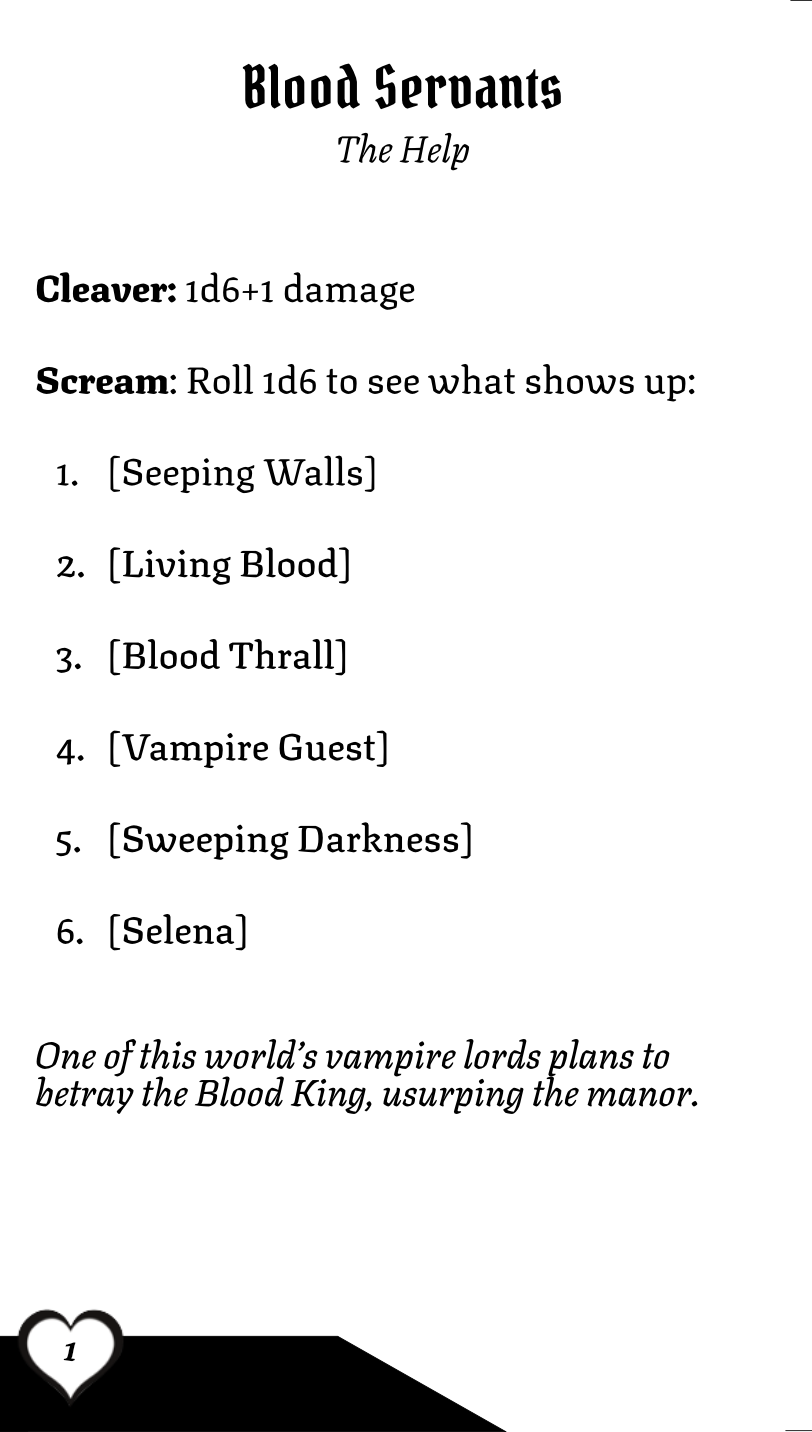 Blood Servants
The Help
Cleaver: 1d6+1 damage
Scream: Roll 1d6 to see what shows up:
1. [Seeping Walls]
2. [Living Blood]
3. [Blood Thrall]
4. [Vampire Guest]
5. [Sweeping Darkness]
6. [Selena]
One of this world’s vampire lords plans to
betray the Blood King, usurping the manor.
1